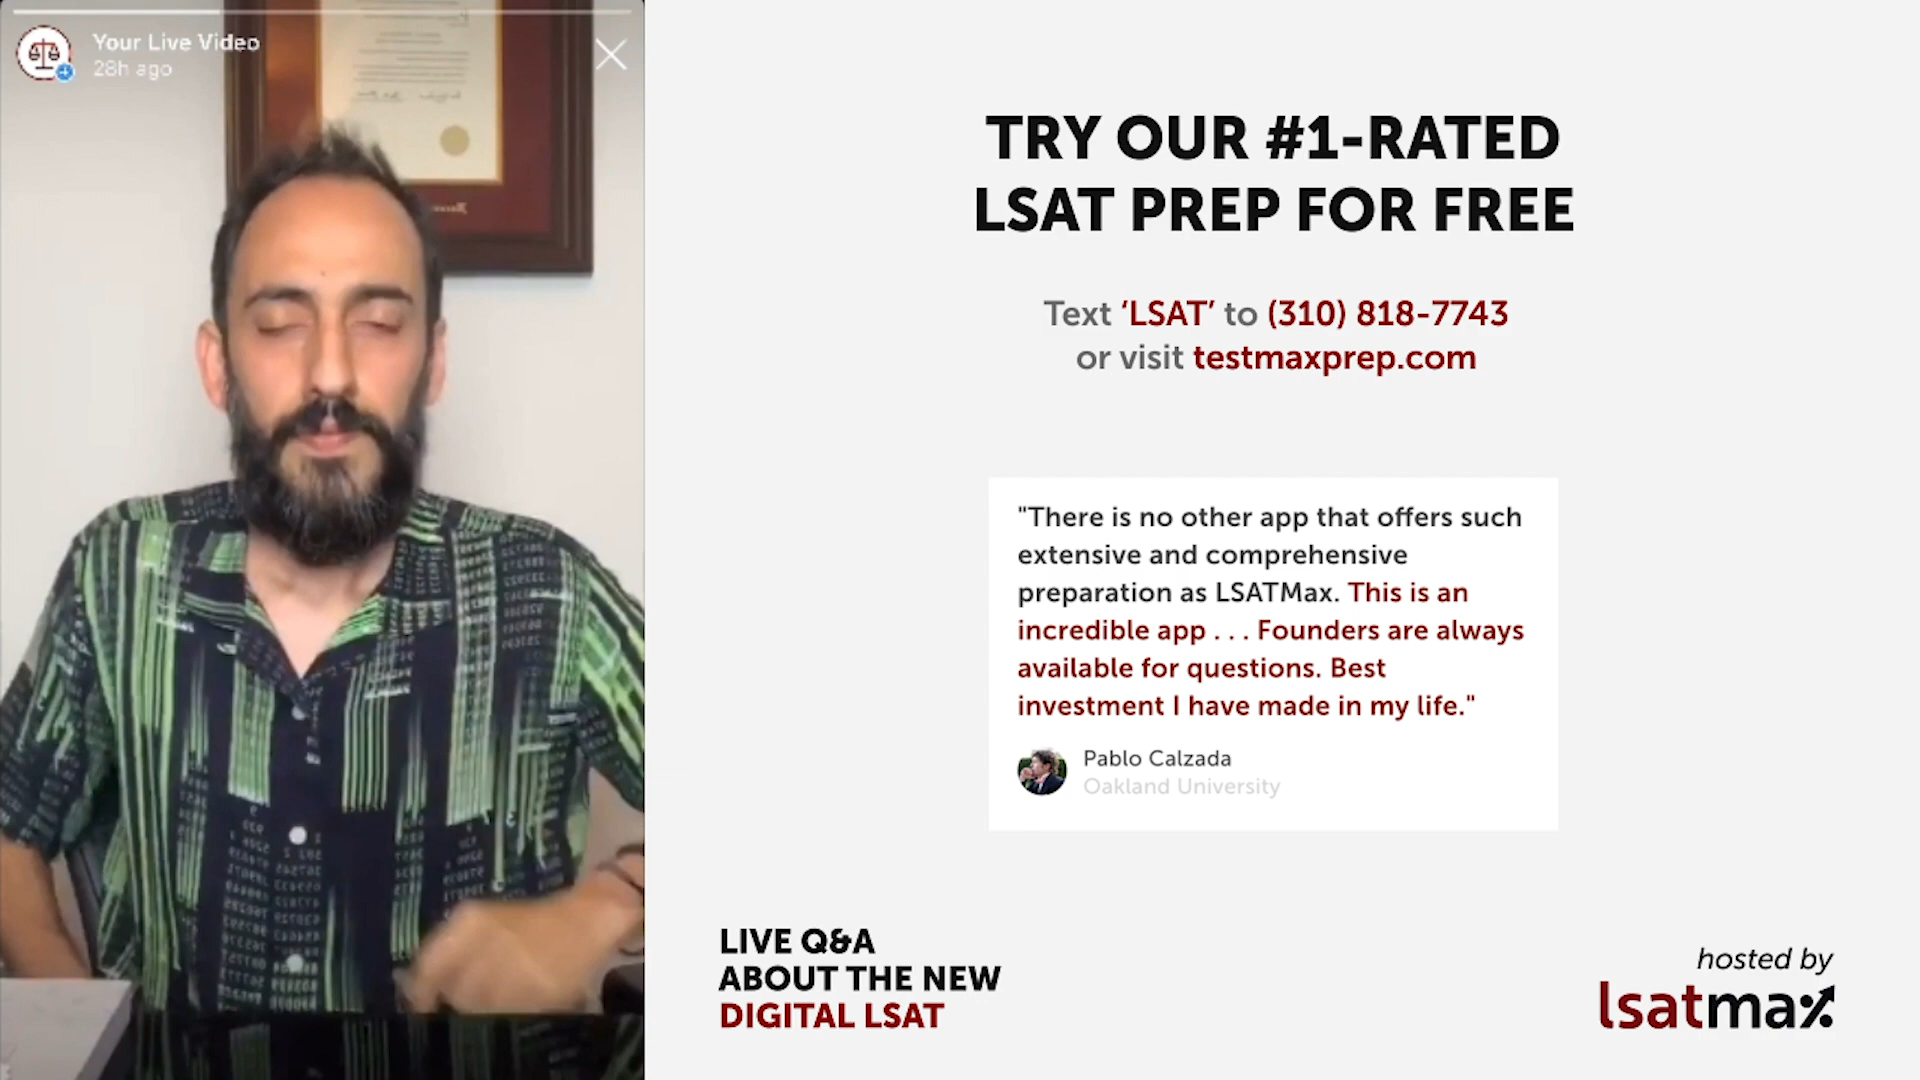 Your Live Video
28h ago
TRY OUR #1-RATED
LSAT PREP FOR FREE
Text ‘LSAT’ to (310) 818-7743
or visit testmaxprep.com
"There is no other app that offers such
extensive and comprehensive
preparation as LSATMax. This is an
incredible app . . . Founders are always
available for questions. Best
investment I have made in my life."
Pablo Calzada
Oakland University
LIVE Q&A
ABOUT THE NEW
DIGITAL LSAT
hosted by
lsatmax